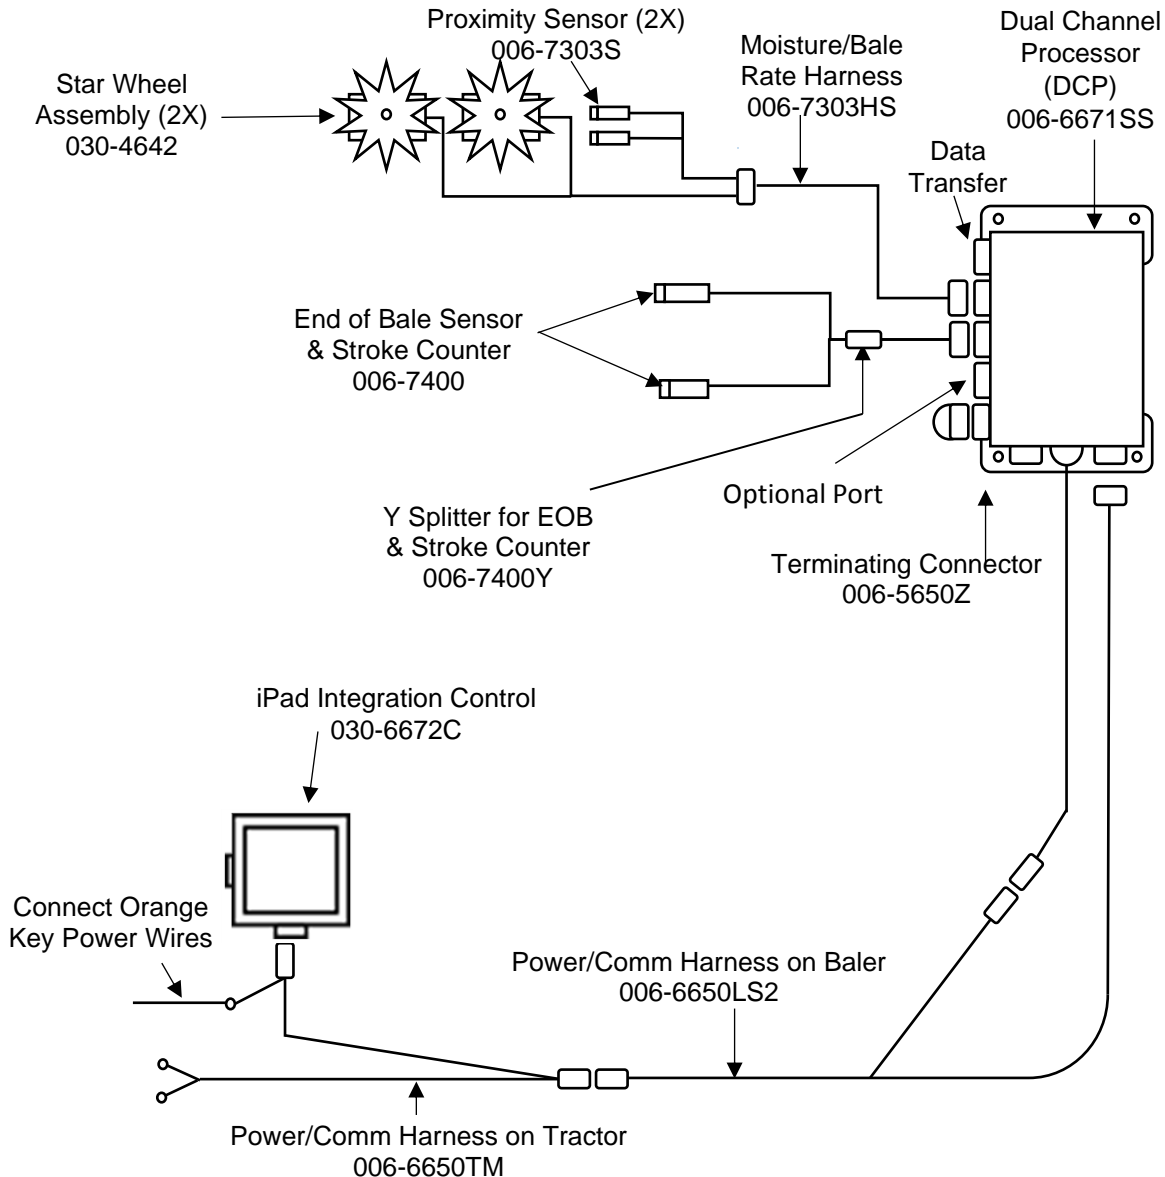 Proximity Sensor (2X)
006-7303S
Dual Channel
Processor
(DCP)
006-6671SS
Moisture/Bale
Rate Harness
006-7303HS
Star Wheel
Assembly (2X)
030-4642
Data
Transfer
End of Bale Sensor
& Stroke Counter
006-7400
Optional Port
Y Splitter for EOB
& Stroke Counter
006-7400Y
Terminating Connector
006-5650Z
iPad Integration Control
030-6672C
Connect Orange
Key Power Wires
Power/Comm Harness on Baler
006-6650LS2
Power/Comm Harness on Tractor
006-6650TM